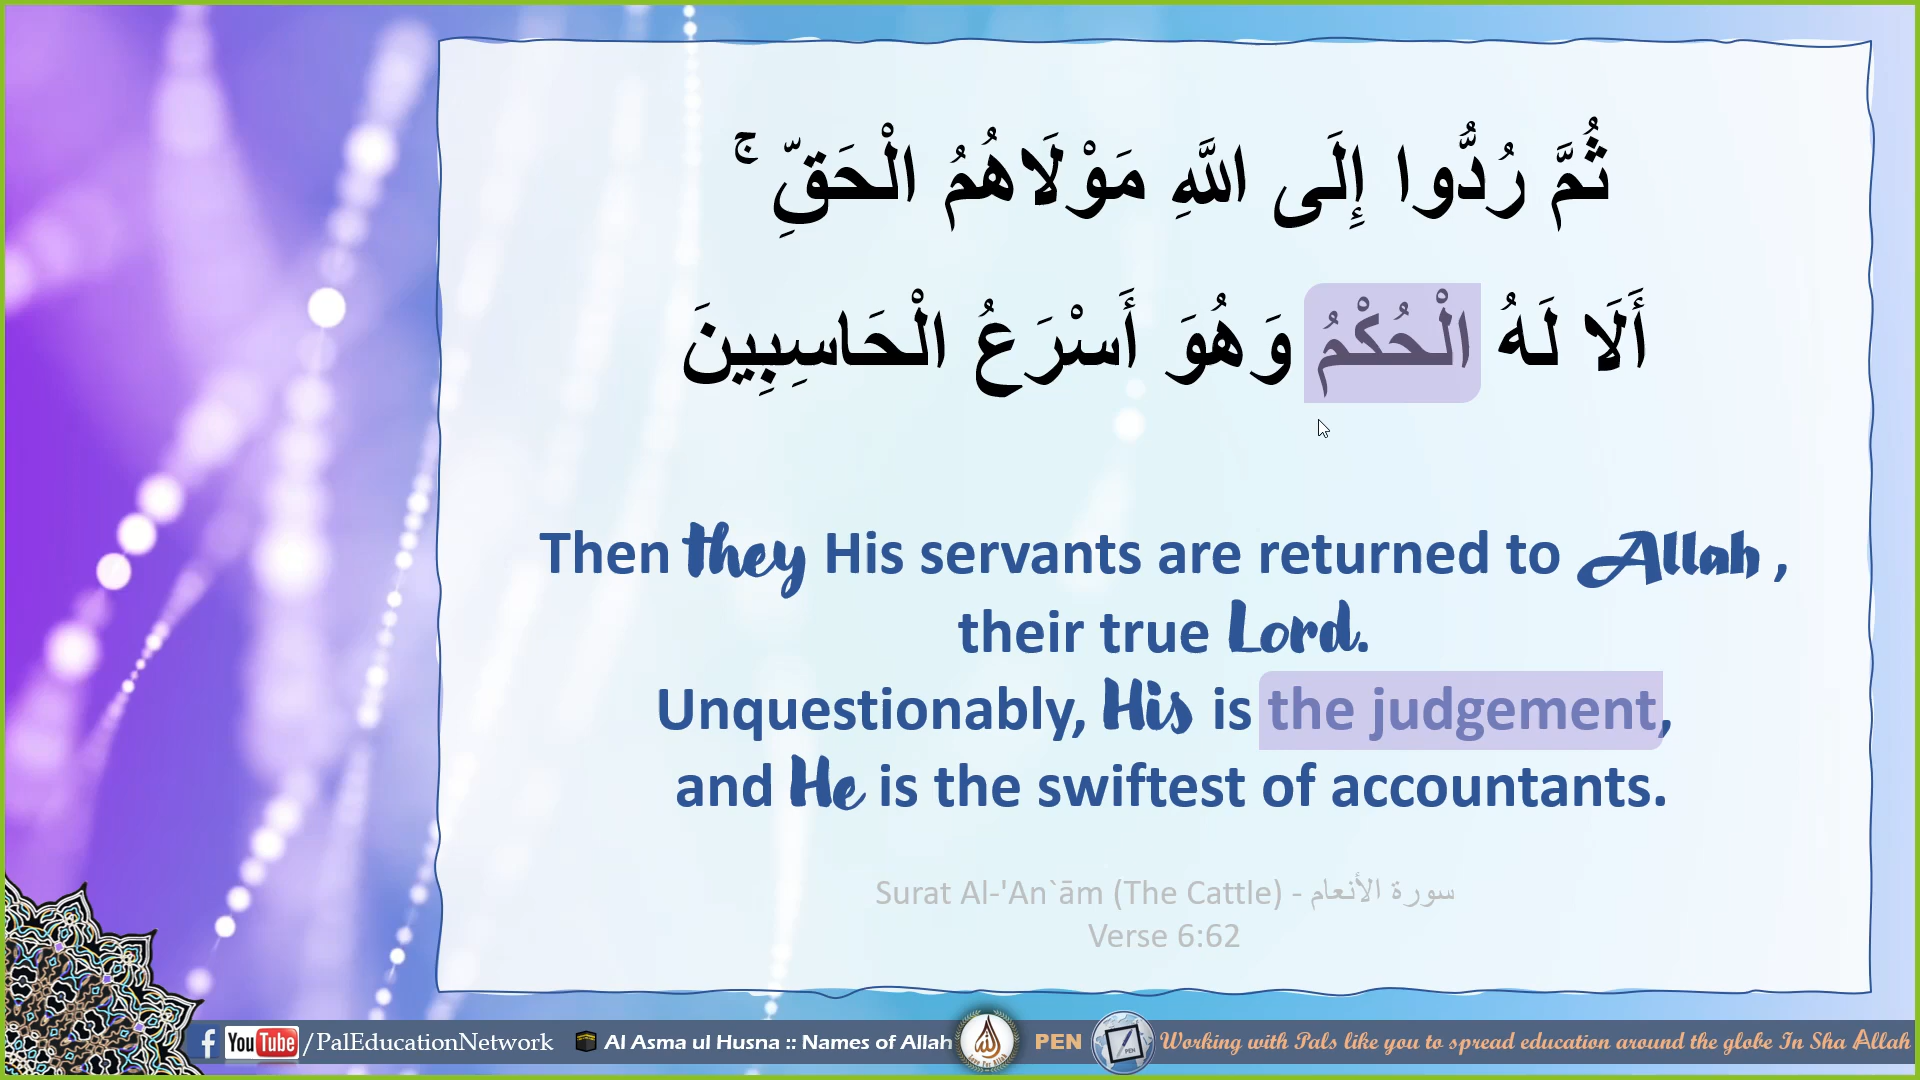 ثُمَّ رُدُّوا إِلَى اللَّهِ مَوْلَاهُمُ الْحَقِّ ۚ
أَلَا لَهُ الْحُكْمُ وَهُوَ أَسْرَعُ الْحَاسِبِينَ
Then they His servants are returned to Allah ,
their true Lord.
Unquestionably, His is the judgement,
and He is the swiftest of accountants.
Surat Al-'An`ām (The Cattle) - سورة الأنعام
Verse 6:62
f YouTube /PalEducationNetwork Al Asma ul Husna :: Names of Allah PEN Working with Pals like you to spread education around the globe In Sha Allah